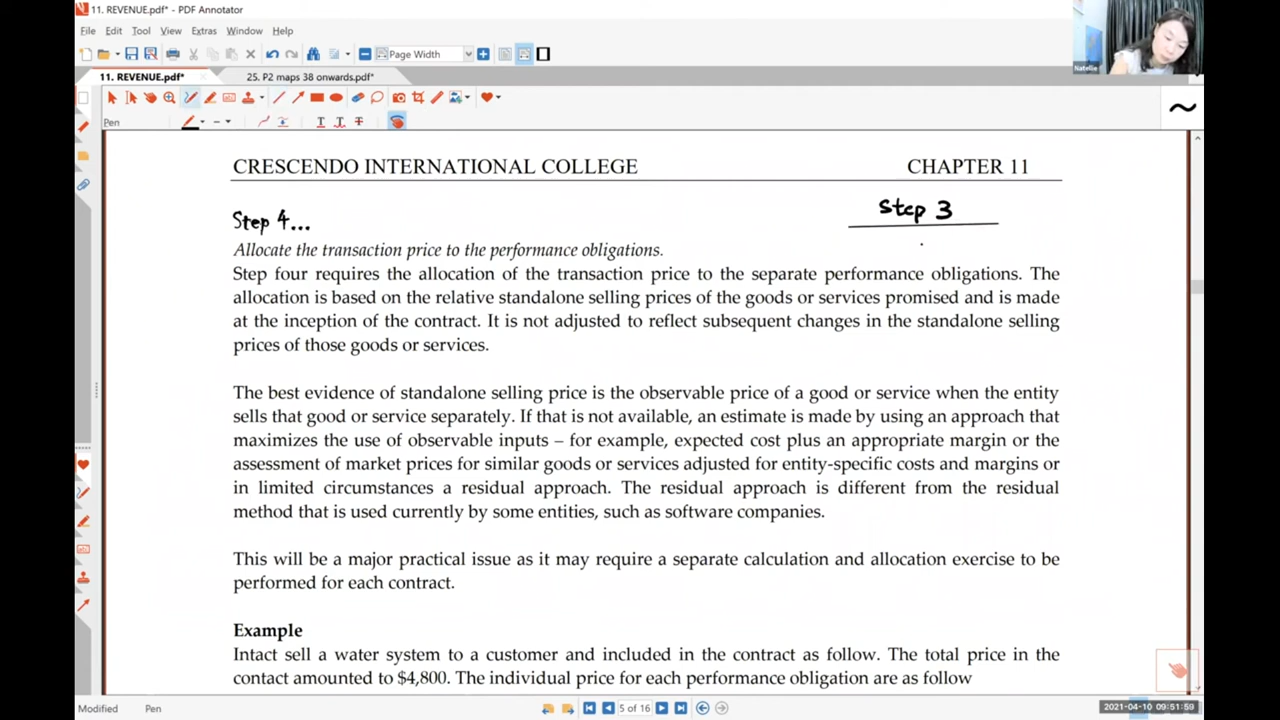 11. REVENUE.pdf* - PDF Annotator
File Edit Tool View Extras Window Help
Page Width
11. REVENUE.pdf* 25. P2 maps 38 onwards.pdf*
Pen
Natellie
CRESCENDO INTERNATIONAL COLLEGE CHAPTER 11
Step 3
Step 4...
Allocate the transaction price to the performance obligations.
Step four requires the allocation of the transaction price to the separate performance obligations. The
allocation is based on the relative standalone selling prices of the goods or services promised and is made
at the inception of the contract. It is not adjusted to reflect subsequent changes in the standalone selling
prices of those goods or services.
The best evidence of standalone selling price is the observable price of a good or service when the entity
sells that good or service separately. If that is not available, an estimate is made by using an approach that
maximizes the use of observable inputs – for example, expected cost plus an appropriate margin or the
assessment of market prices for similar goods or services adjusted for entity-specific costs and margins or
in limited circumstances a residual approach. The residual approach is different from the residual
method that is used currently by some entities, such as software companies.
This will be a major practical issue as it may require a separate calculation and allocation exercise to be
performed for each contract.
Example
Intact sell a water system to a customer and included in the contract as follow. The total price in the
contact amounted to $4,800. The individual price for each performance obligation are as follow
Modified Pen 5 of 16 2021-04-10 09:51:59